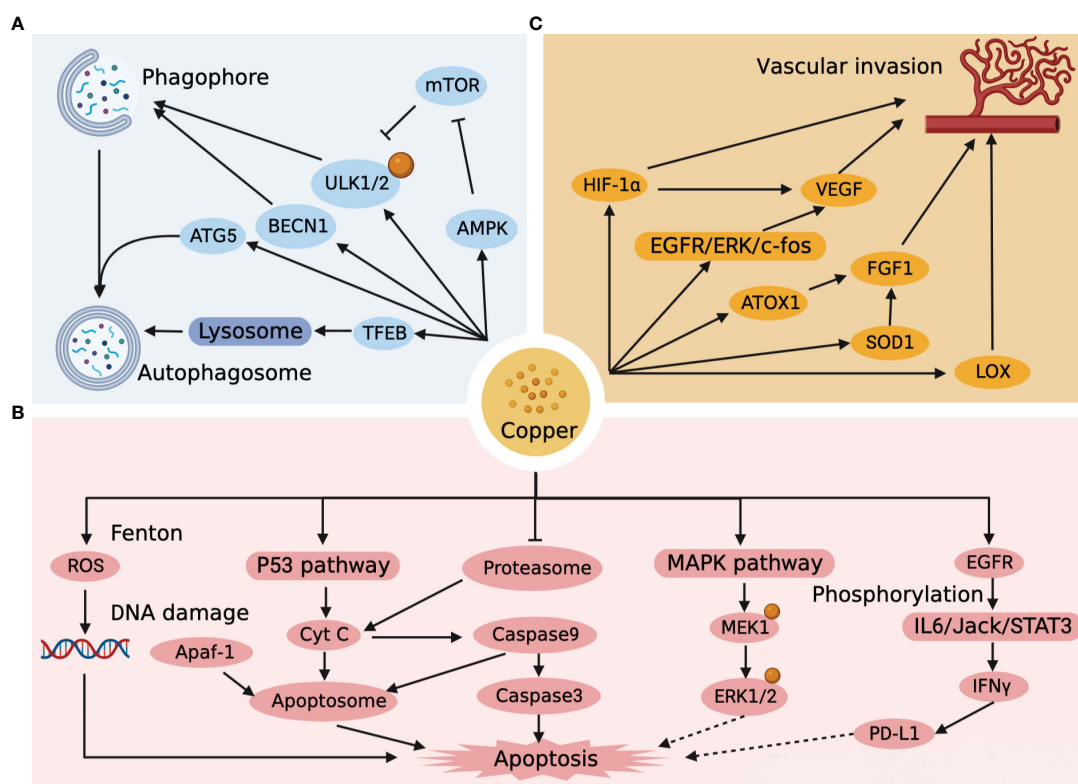 A
C
Phagophore
mTOR
ULK1/2
BECN1
ATG5
AMPK
Lysosome
TFEB
Autophagosome
Vascular invasion
HIF-1α
VEGF
EGFR/ERK/c-fos
FGF1
ATOX1
SOD1
LOX
Copper
B
Fenton
ROS
P53 pathway
Proteasome
MAPK pathway
EGFR
Phosphorylation
DNA damage
Cyt C
Caspase9
MEK1
IL6/Jack/STAT3
Apaf-1
Apoptosome
Caspase3
ERK1/2
IFNγ
PD-L1
Apoptosis